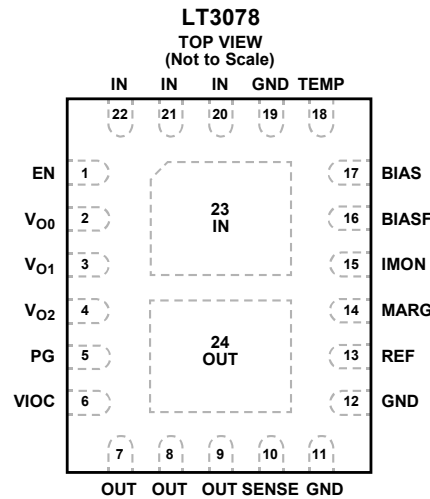 LT3078
TOP VIEW
(Not to Scale)
IN IN IN GND TEMP
22 21 20 19 18
EN 1 17 BIAS
23
IN
VO0 2 16 BIASF
VO1 3 15 IMON
VO2 4 14 MARG
24
OUT
PG 5 13 REF
VIOC 6 12 GND
7 8 9 10 11
OUT OUT OUT SENSE GND